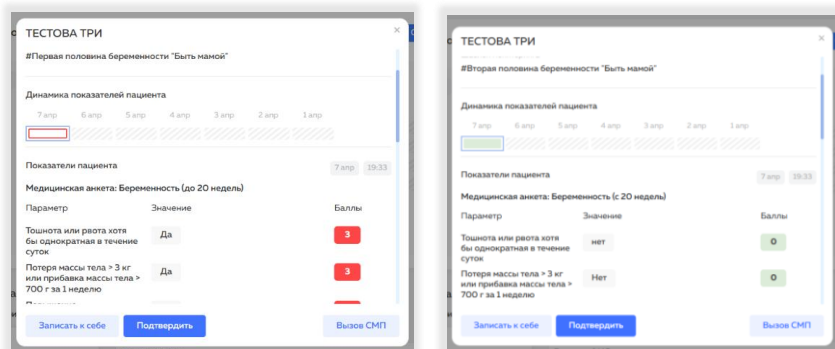 ТЕСТОВА ТРИ
#Первая половина беременности "Быть мамой"
Динамика показателей пациента
7 апр 6 апр 5 апр 4 апр 3 апр 2 апр 1 апр
Показатели пациента 7 апр 19:33
Медицинская анкета: Беременность (до 20 недель)
Параметр Значение Баллы
Тошнота или рвота хотя
бы однократная в течение
суток
Да 3
Потеря массы тела > 3 кг
или прибавка массы тела >
700 г за 1 неделю
Да 3
Записать к себе Подтвердить Вызов СМП
ТЕСТОВА ТРИ
#Вторая половина беременности "Быть мамой"
Динамика показателей пациента
7 апр 6 апр 5 апр 4 апр 3 апр 2 апр 1 апр
Показатели пациента 7 апр 19:33
Медицинская анкета: Беременность (с 20 недель)
Параметр Значение Баллы
Тошнота или рвота хотя
бы однократная в течение
суток
нет 0
Потеря массы тела > 3 кг
или прибавка массы тела >
700 г за 1 неделю
Нет 0
Записать к себе Подтвердить Вызов СМП